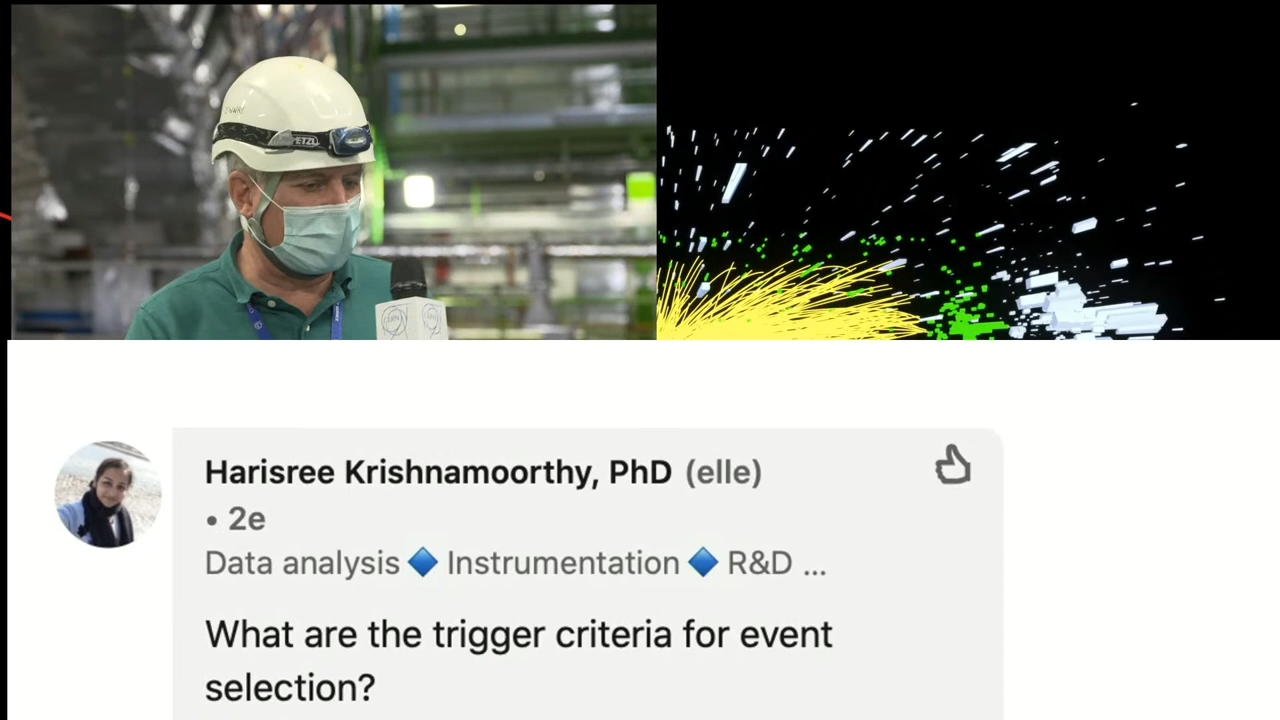 PETZL
Harisree Krishnamoorthy, PhD (elle)
• 2e
Data analysis 🔷 Instrumentation 🔷 R&D ...
What are the trigger criteria for event
selection?